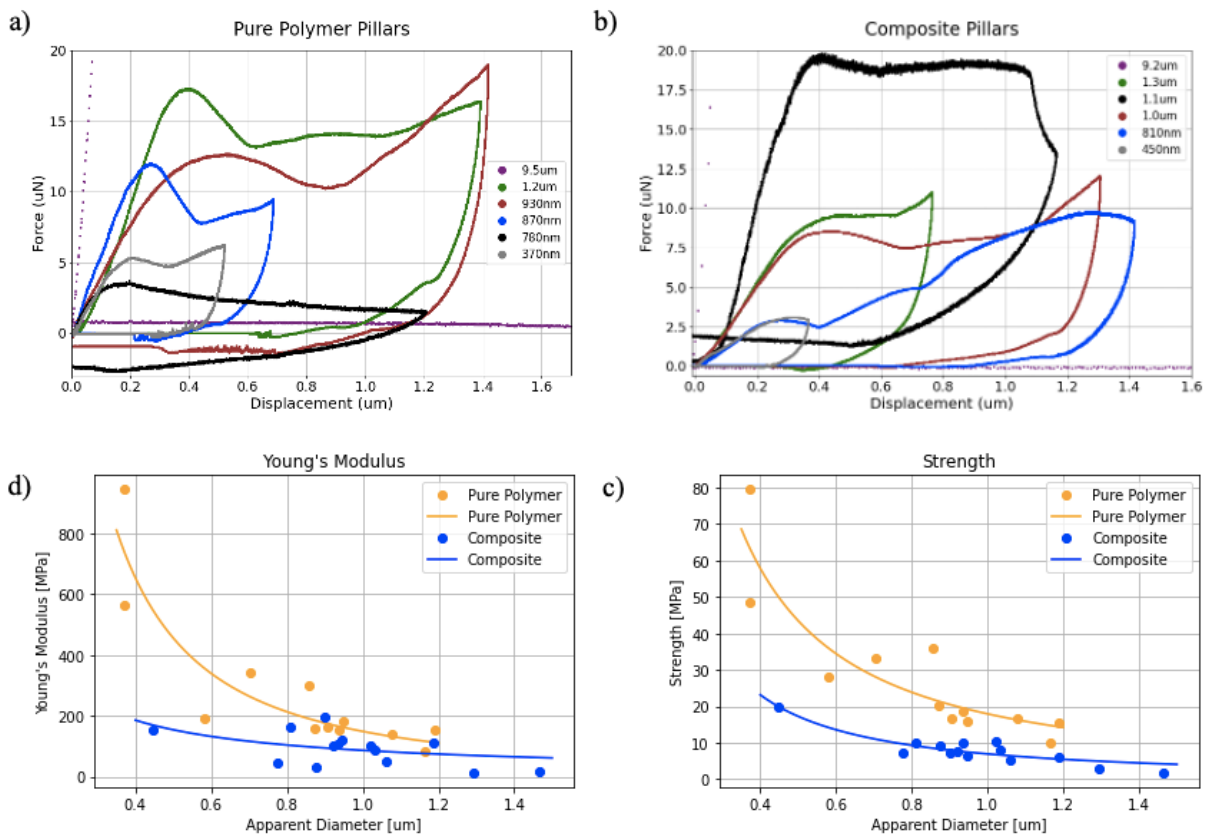 a)
Pure Polymer Pillars
20
15
10
5
0
0.0 0.2 0.4 0.6 0.8 1.0 1.2 1.4 1.6
Force (uN)
Displacement (um)
9.5um
1.2um
930nm
870nm
780nm
370nm
b)
Composite Pillars
20.0
17.5
15.0
12.5
10.0
7.5
5.0
2.5
0.0
0.0 0.2 0.4 0.6 0.8 1.0 1.2 1.4 1.6
Force (uN)
Displacement (um)
9.2um
1.3um
1.1um
1.0um
810nm
450nm
d)
Young's Modulus
800
600
400
200
0
0.4 0.6 0.8 1.0 1.2 1.4
Young's Modulus [MPa]
Apparent Diameter [um]
Pure Polymer
Pure Polymer
Composite
Composite
c)
Strength
80
70
60
50
40
30
20
10
0
0.4 0.6 0.8 1.0 1.2 1.4
Strength [MPa]
Apparent Diameter [um]
Pure Polymer
Pure Polymer
Composite
Composite